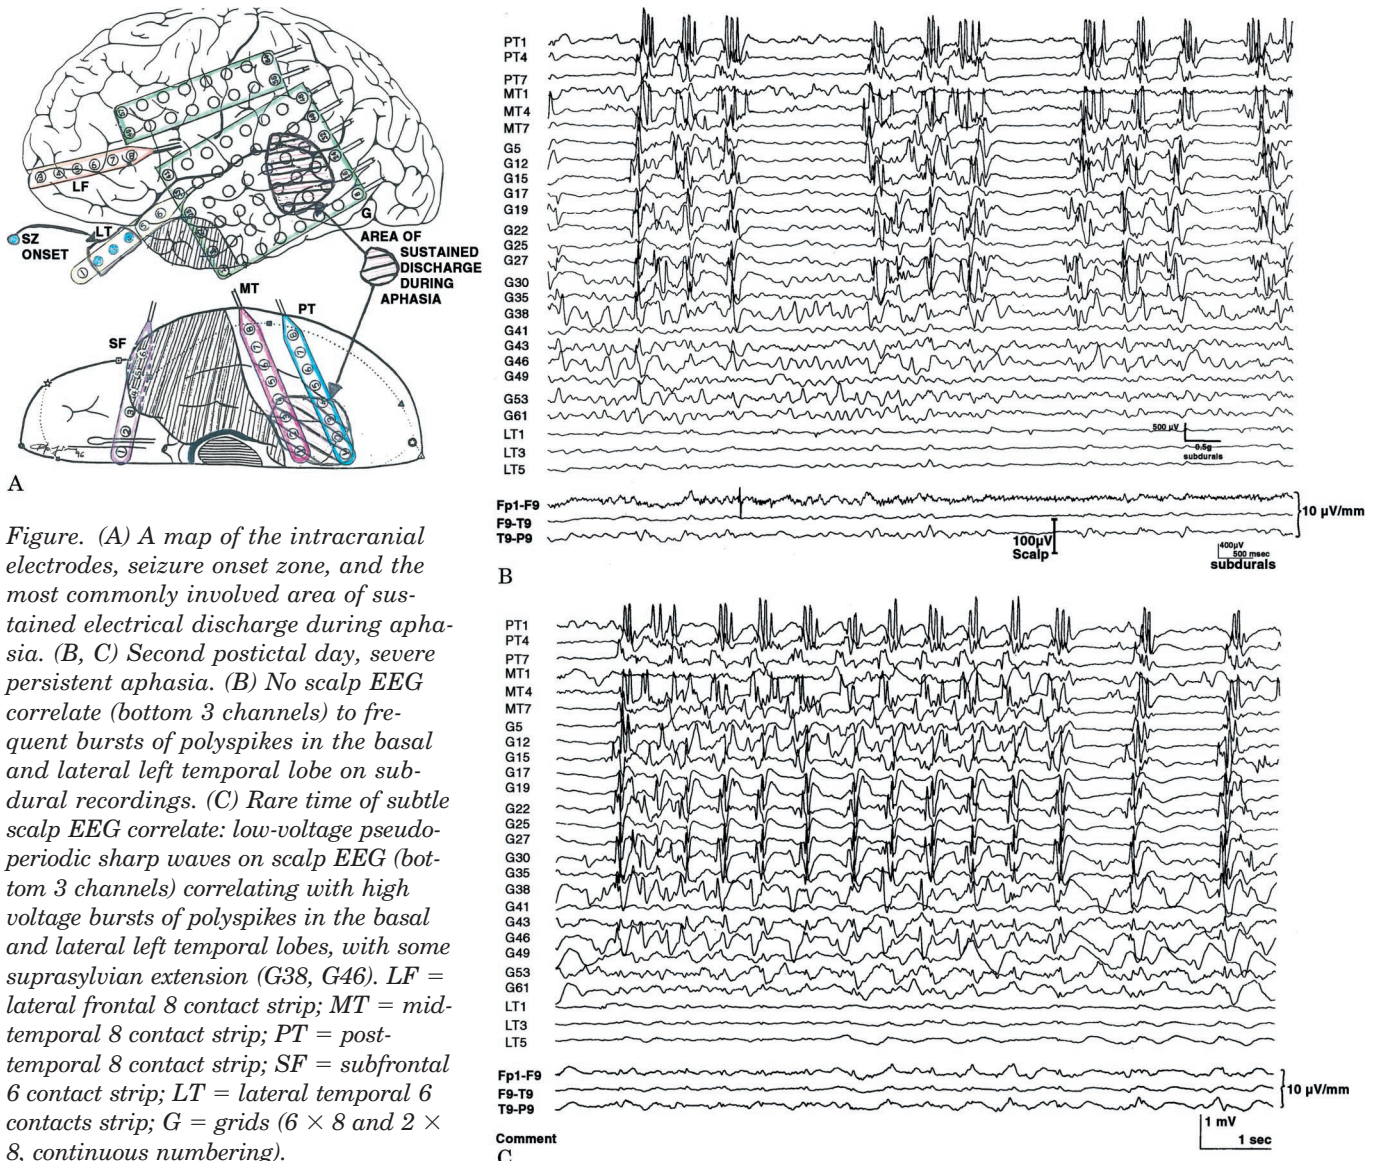 SZ
ONSET
LT
LF
G
AREA OF
SUSTAINED
DISCHARGE
DURING
APHASIA
SF
MT
PT
A
Figure. (A) A map of the intracranial
electrodes, seizure onset zone, and the
most commonly involved area of sus-
tained electrical discharge during apha-
sia. (B, C) Second postictal day, severe
persistent aphasia. (B) No scalp EEG
correlate (bottom 3 channels) to fre-
quent bursts of polyspikes in the basal
and lateral left temporal lobe on sub-
dural recordings. (C) Rare time of subtle
scalp EEG correlate: low-voltage pseudo-
periodic sharp waves on scalp EEG (bot-
tom 3 channels) correlating with high
voltage bursts of polyspikes in the basal
and lateral left temporal lobes, with some
suprasylvian extension (G38, G46). LF =
lateral frontal 8 contact strip; MT = mid-
temporal 8 contact strip; PT = post-
temporal 8 contact strip; SF = subfrontal
6 contact strip; LT = lateral temporal 6
contacts strip; G = grids (6 × 8 and 2 ×
8, continuous numbering).
PT1
PT4
PT7
MT1
MT4
MT7
G5
G12
G15
G17
G19
G22
G25
G27
G30
G35
G38
G41
G43
G46
G49
G53
G61
LT1
LT3
LT5
500 µV
0.5g
subdurals
Fp1-F9
F9-T9
T9-P9
10 µV/mm
100µV
Scalp
400µV
500 msec
subdurals
B
PT1
PT4
PT7
MT1
MT4
MT7
G5
G12
G15
G17
G19
G22
G25
G27
G30
G35
G38
G41
G43
G46
G49
G53
G61
LT1
LT3
LT5
Fp1-F9
F9-T9
T9-P9
10 µV/mm
1 mV
1 sec
Comment
C